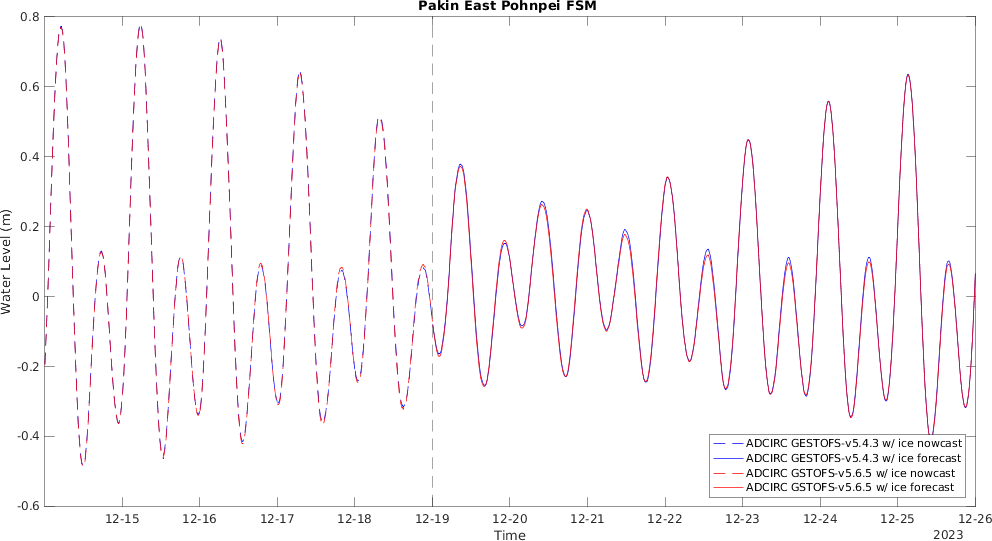 Pakin East Pohnpei FSM
Water Level (m)
0.8
0.6
0.4
0.2
0
-0.2
-0.4
-0.6
12-15 12-16 12-17 12-18 12-19 12-20 12-21 12-22 12-23 12-24 12-25 12-26
Time
2023
ADCIRC GESTOFS-v5.4.3 w/ ice nowcast
ADCIRC GESTOFS-v5.4.3 w/ ice forecast
ADCIRC GSTOFS-v5.6.5 w/ ice nowcast
ADCIRC GSTOFS-v5.6.5 w/ ice forecast